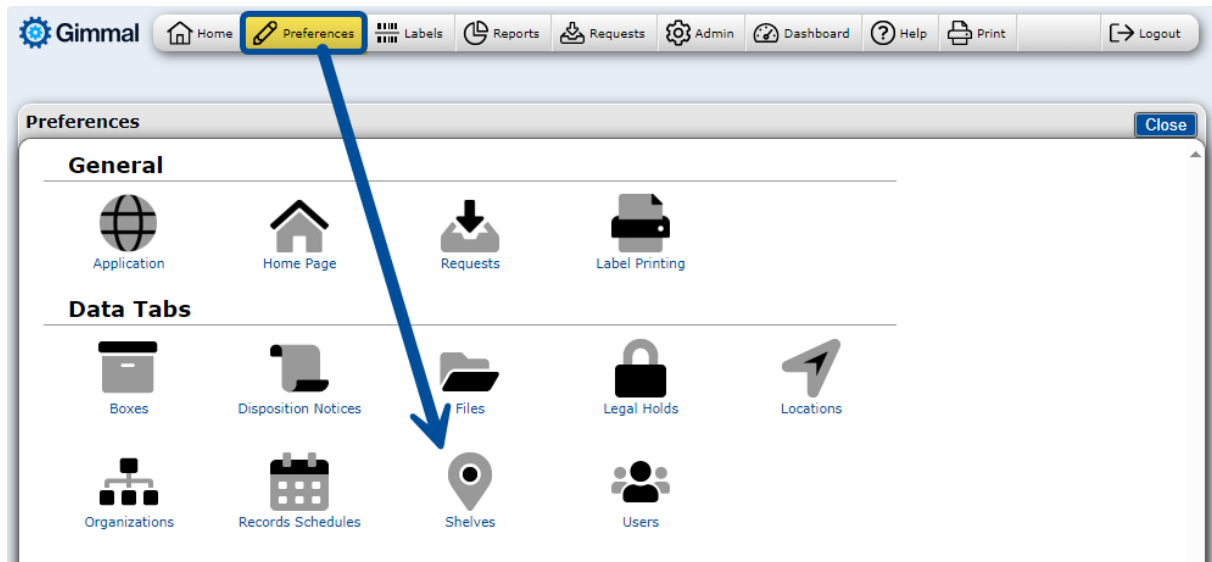 Gimmal Home Preferences Labels Reports Requests Admin Dashboard Help Print Logout
Preferences Close
General
Application Home Page Requests Label Printing
Data Tabs
Boxes Disposition Notices Files Legal Holds Locations
Organizations Records Schedules Shelves Users